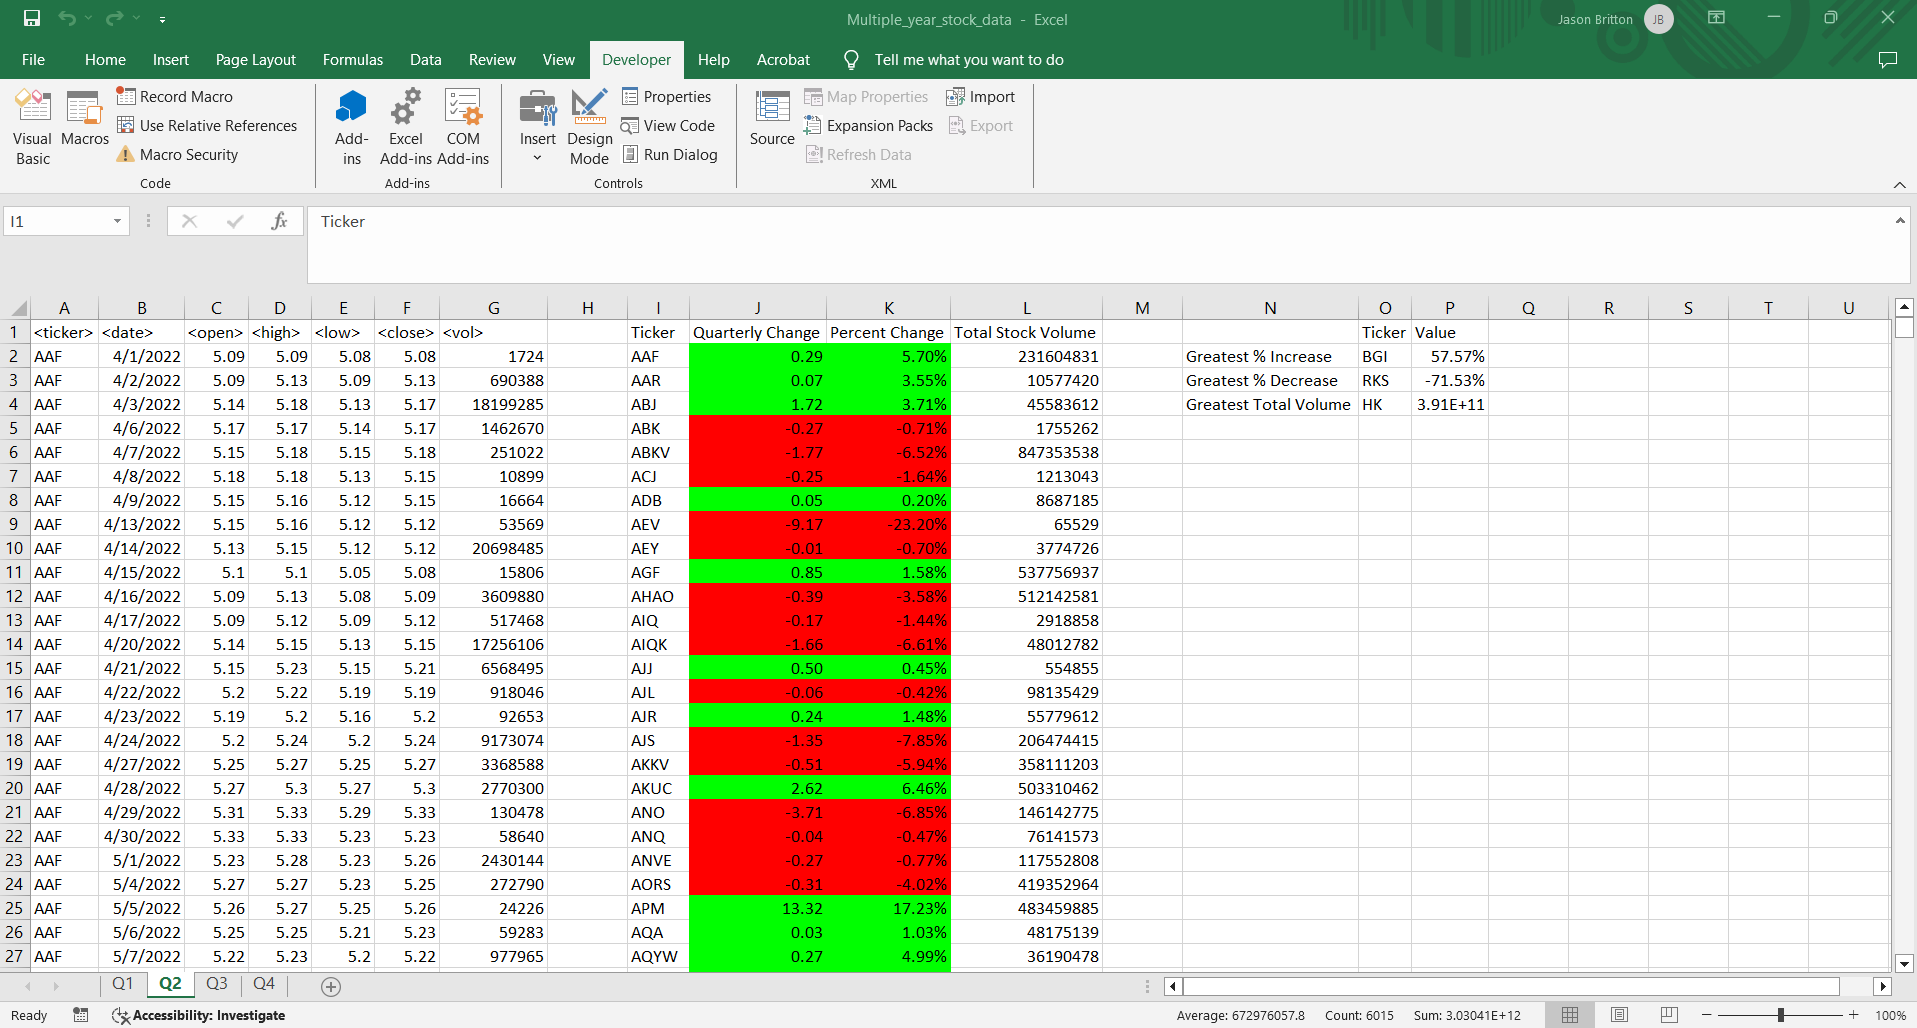 Multiple_year_stock_data - Excel
Jason Britton JB
File Home Insert Page Layout Formulas Data Review View Developer Help Acrobat Tell me what you want to do
Visual Basic
Macros
Record Macro
Use Relative References
Macro Security
Code
Add-ins
Excel Add-ins
COM Add-ins
Add-ins
Insert
Design Mode
Properties
View Code
Run Dialog
Controls
Source
Map Properties
Expansion Packs
Refresh Data
Import
Export
XML
I1 fx Ticker
A B C D E F G H I J K L M N O P Q R S T U
1 <ticker> <date> <open> <high> <low> <close> <vol> Ticker Quarterly Change Percent Change Total Stock Volume Ticker Value
2 AAF 4/1/2022 5.09 5.09 5.08 5.08 1724 AAF 0.29 5.70% 231604831 Greatest % Increase BGI 57.57%
3 AAF 4/2/2022 5.09 5.13 5.09 5.13 690388 AAR 0.07 3.55% 10577420 Greatest % Decrease RKS -71.53%
4 AAF 4/3/2022 5.14 5.18 5.13 5.17 18199285 ABJ 1.72 3.71% 45583612 Greatest Total Volume HK 3.91E+11
5 AAF 4/6/2022 5.17 5.17 5.14 5.17 1462670 ABK -0.27 -0.71% 1755262
6 AAF 4/7/2022 5.15 5.18 5.15 5.18 251022 ABKV -1.77 -6.52% 847353538
7 AAF 4/8/2022 5.18 5.18 5.13 5.15 10899 ACJ -0.25 -1.64% 1213043
8 AAF 4/9/2022 5.15 5.16 5.12 5.15 16664 ADB 0.05 0.20% 8687185
9 AAF 4/13/2022 5.15 5.16 5.12 5.12 53569 AEV -9.17 -23.20% 65529
10 AAF 4/14/2022 5.13 5.15 5.12 5.12 20698485 AEY -0.01 -0.70% 3774726
11 AAF 4/15/2022 5.1 5.1 5.05 5.08 15806 AGF 0.85 1.58% 537756937
12 AAF 4/16/2022 5.09 5.13 5.08 5.09 3609880 AHAO -0.39 -3.58% 512142581
13 AAF 4/17/2022 5.09 5.12 5.09 5.12 517468 AIQ -0.17 -1.44% 2918858
14 AAF 4/20/2022 5.14 5.15 5.13 5.15 17256106 AIQK -1.66 -6.61% 48012782
15 AAF 4/21/2022 5.15 5.23 5.15 5.21 6568495 AJJ 0.50 0.45% 554855
16 AAF 4/22/2022 5.2 5.22 5.19 5.19 918046 AJL -0.06 -0.42% 98135429
17 AAF 4/23/2022 5.19 5.2 5.16 5.2 92653 AJR 0.24 1.48% 55779612
18 AAF 4/24/2022 5.2 5.24 5.2 5.24 9173074 AJS -1.35 -7.85% 206474415
19 AAF 4/27/2022 5.25 5.27 5.25 5.27 3368588 AKKV -0.51 -5.94% 358111203
20 AAF 4/28/2022 5.27 5.3 5.27 5.3 2770300 AKUC 2.62 6.46% 503310462
21 AAF 4/29/2022 5.31 5.33 5.29 5.33 130478 ANO -3.71 -6.85% 146142775
22 AAF 4/30/2022 5.33 5.33 5.23 5.23 58640 ANQ -0.04 -0.47% 76141573
23 AAF 5/1/2022 5.23 5.28 5.23 5.26 2430144 ANVE -0.27 -0.77% 117552808
24 AAF 5/4/2022 5.27 5.27 5.23 5.25 272790 AORS -0.31 -4.02% 419352964
25 AAF 5/5/2022 5.26 5.27 5.25 5.26 24226 APM 13.32 17.23% 483459885
26 AAF 5/6/2022 5.25 5.25 5.21 5.23 59283 AQA 0.03 1.03% 48175139
27 AAF 5/7/2022 5.22 5.23 5.2 5.22 977965 AQYW 0.27 4.99% 36190478
Q1 Q2 Q3 Q4
Ready Accessibility: Investigate Average: 672976057.8 Count: 6015 Sum: 3.03041E+12 100%